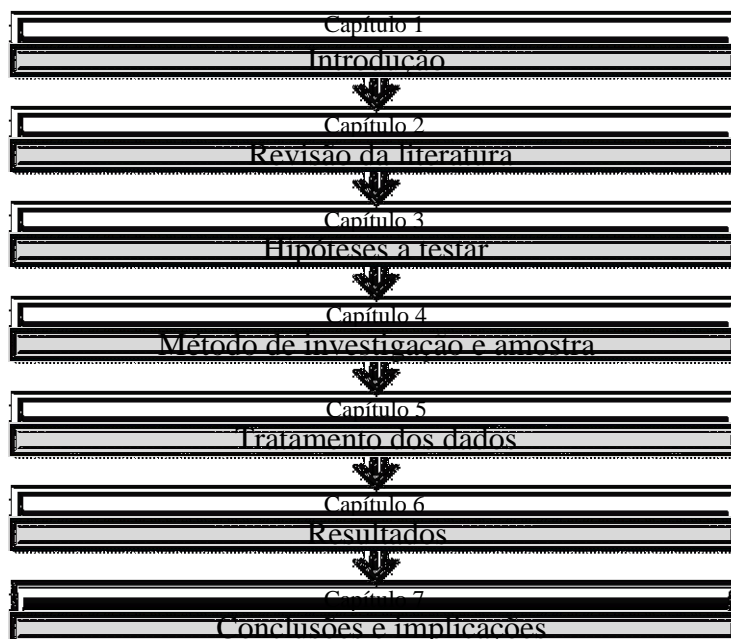 Capítulo 1
Introdução
Capítulo 2
Revisão da literatura
Capítulo 3
Hipóteses a testar
Capítulo 4
Método de investigação e amostra
Capítulo 5
Tratamento dos dados
Capítulo 6
Resultados
Capítulo 7
Conclusões e implicações